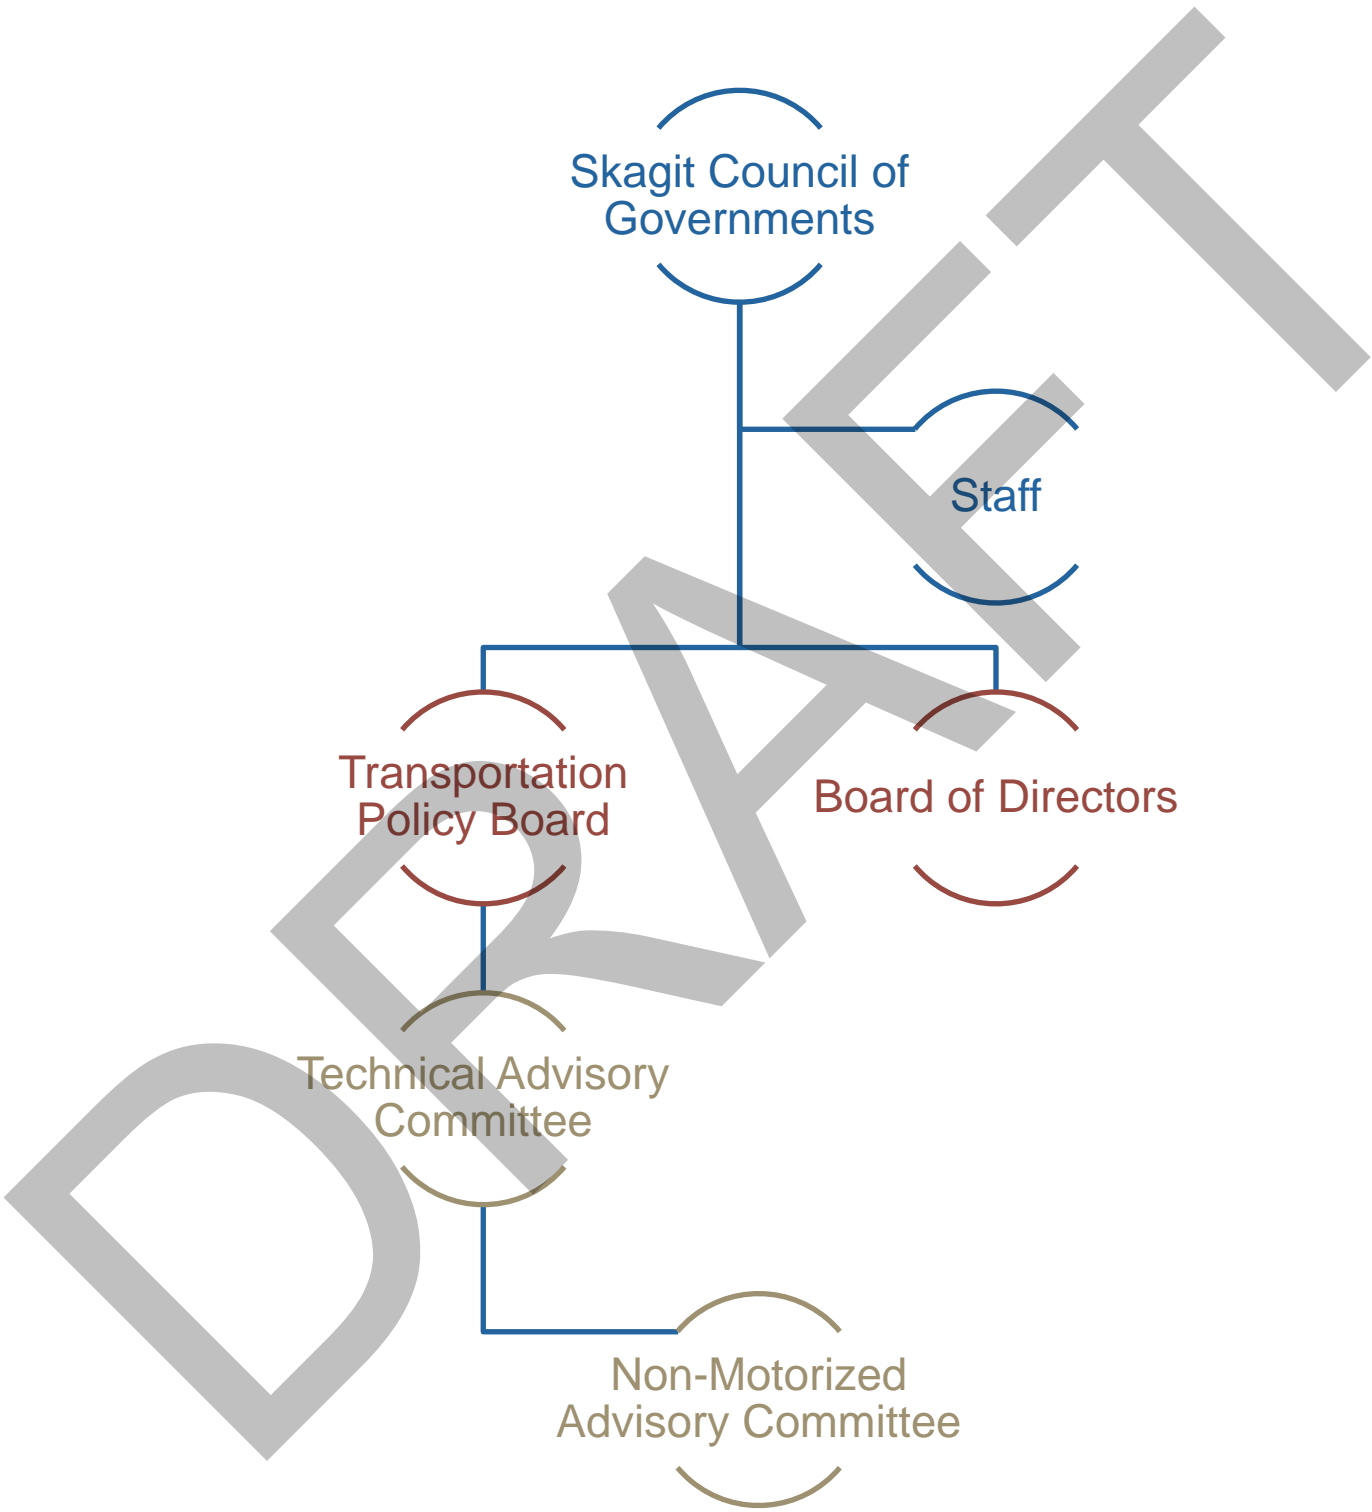 Skagit Council of
Governments
Staff
Transportation
Policy Board
Board of Directors
Technical Advisory
Committee
Non-Motorized
Advisory Committee
DRAFT